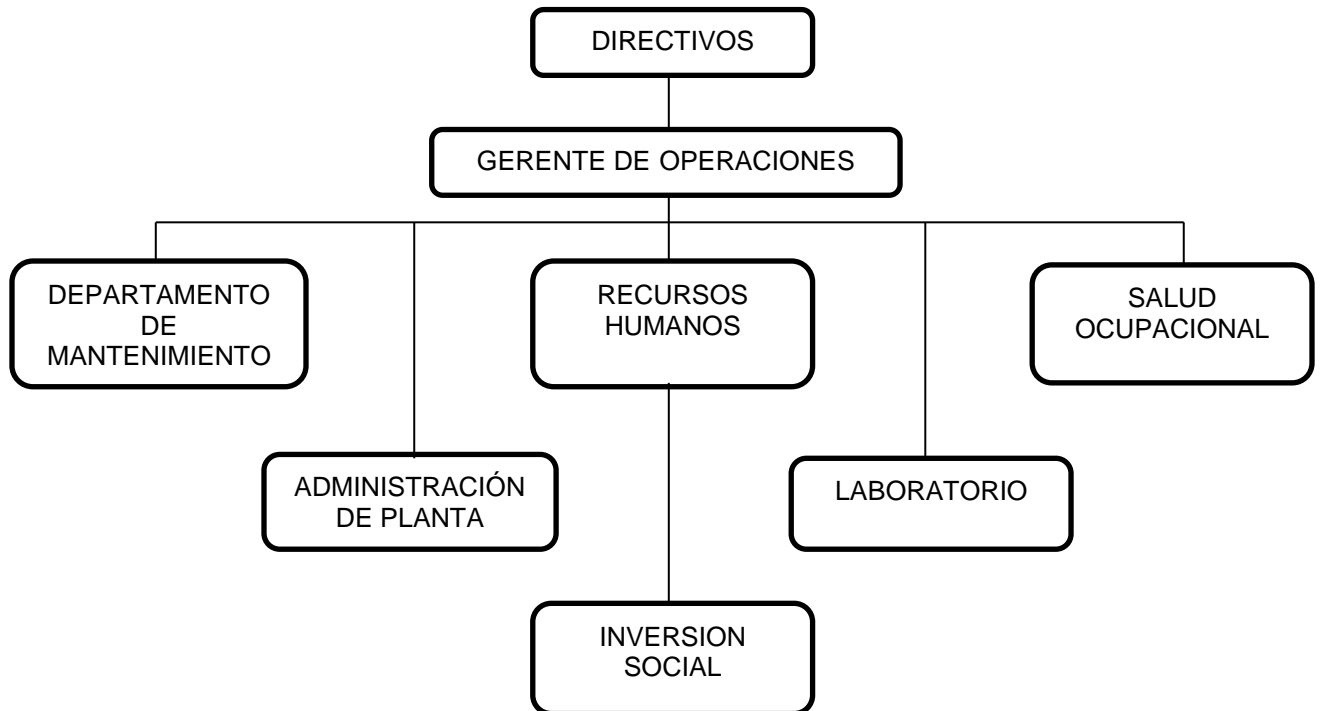 DIRECTIVOS
GERENTE DE OPERACIONES
DEPARTAMENTO
DE
MANTENIMIENTO
RECURSOS
HUMANOS
SALUD
OCUPACIONAL
ADMINISTRACIÓN
DE PLANTA
LABORATORIO
INVERSION
SOCIAL